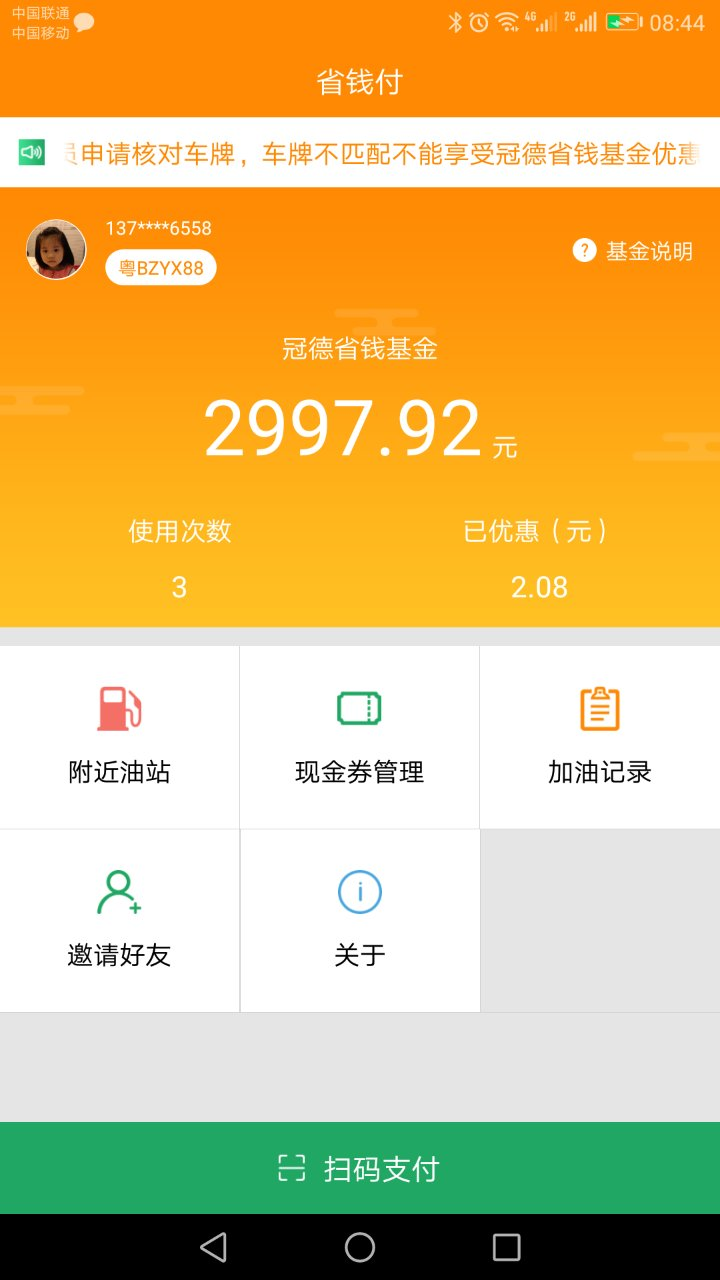 中国联通
中国移动
4G
2G
08:44
省钱付
员申请核对车牌，车牌不匹配不能享受冠德省钱基金优惠
137****6558
粤BZYX88
? 基金说明
冠德省钱基金
2997.92 元
使用次数
已优惠（元）
3
2.08
附近油站
现金券管理
加油记录
邀请好友
关于
扫码支付